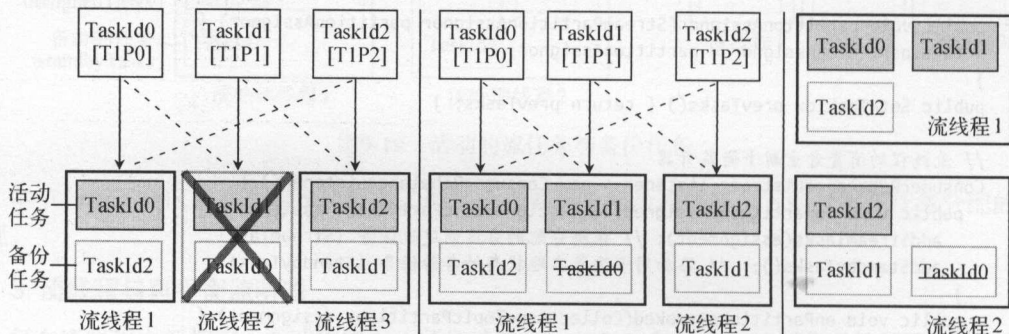 TaskId0 TaskId1 TaskId2
[T1P0] [T1P1] [T1P2]
活动任务 TaskId0 TaskId1 TaskId2
备份任务 TaskId2 TaskId0 TaskId1
流线程1 流线程2 流线程3
TaskId0 TaskId1 TaskId2
[T1P0] [T1P1] [T1P2]
TaskId0 TaskId1 TaskId2
TaskId2 TaskId0 TaskId1
流线程1 流线程2
TaskId0 TaskId1
TaskId2
流线程1
TaskId2
TaskId1 TaskId0
流线程2